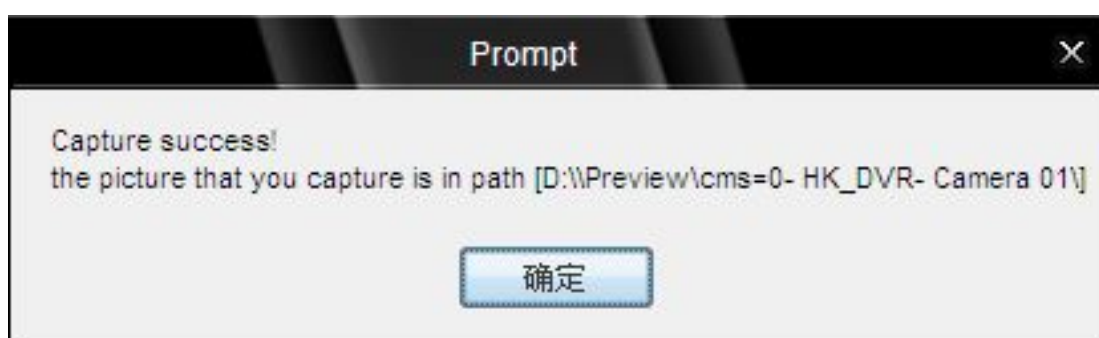 Prompt
Capture success!
the picture that you capture is in path [D:\\Preview\cms=0- HK_DVR- Camera 01\]
确定